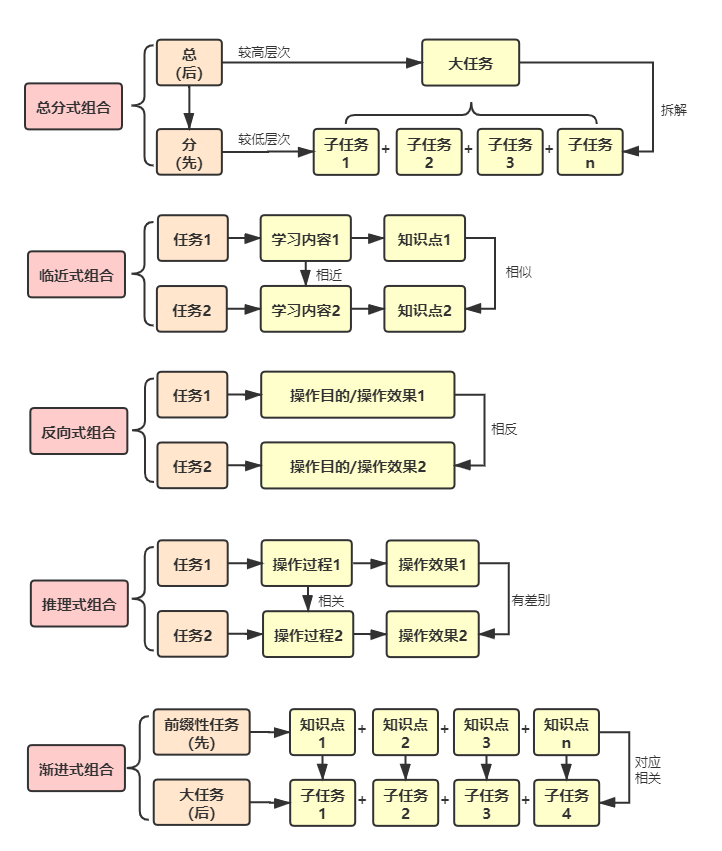 总分式组合
总
(后)
较高层次
大任务
拆解
分
(先)
较低层次
子任务
1
+
子任务
2
+
子任务
3
+
子任务
n
临近式组合
任务1
学习内容1
知识点1
相近
相似
任务2
学习内容2
知识点2
反向式组合
任务1
操作目的/操作效果1
相反
任务2
操作目的/操作效果2
推理式组合
任务1
操作过程1
操作效果1
相关
有差别
任务2
操作过程2
操作效果2
渐进式组合
前缀性任务
(先)
知识点
1
+
知识点
2
+
知识点
3
+
知识点
n
对应
相关
大任务
(后)
子任务
1
+
子任务
2
+
子任务
3
+
子任务
4